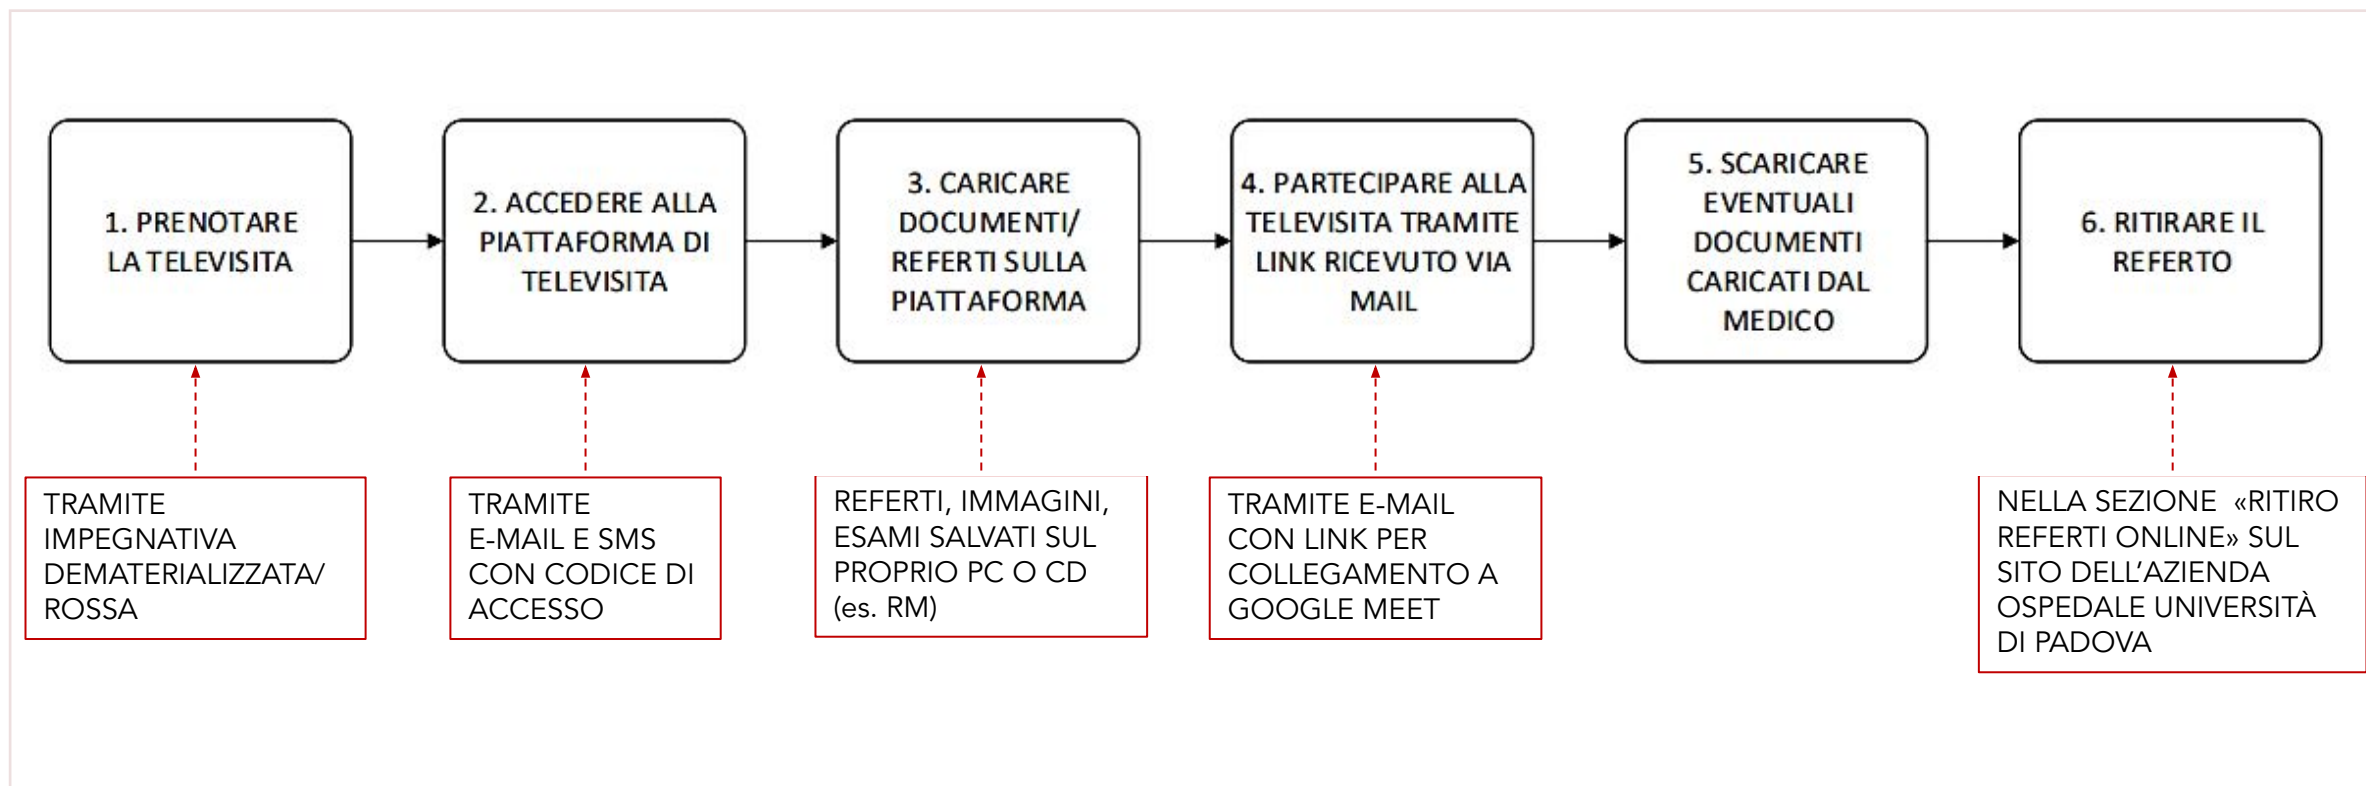 1. PRENOTARE
LA TELEVISITA
2. ACCEDERE ALLA
PIATTAFORMA DI
TELEVISITA
3. CARICARE
DOCUMENTI/
REFERTI SULLA
PIATTAFORMA
4. PARTECIPARE ALLA
TELEVISITA TRAMITE
LINK RICEVUTO VIA
MAIL
5. SCARICARE
EVENTUALI
DOCUMENTI
CARICATI DAL
MEDICO
6. RITIRARE IL
REFERTO
TRAMITE
IMPEGNATIVA
DEMATERIALIZZATA/
ROSSA
TRAMITE
E-MAIL E SMS
CON CODICE DI
ACCESSO
REFERTI, IMMAGINI,
ESAMI SALVATI SUL
PROPRIO PC O CD
(es. RM)
TRAMITE E-MAIL
CON LINK PER
COLLEGAMENTO A
GOOGLE MEET
NELLA SEZIONE «RITIRO
REFERTI ONLINE» SUL
SITO DELL’AZIENDA
OSPEDALE UNIVERSITÀ
DI PADOVA